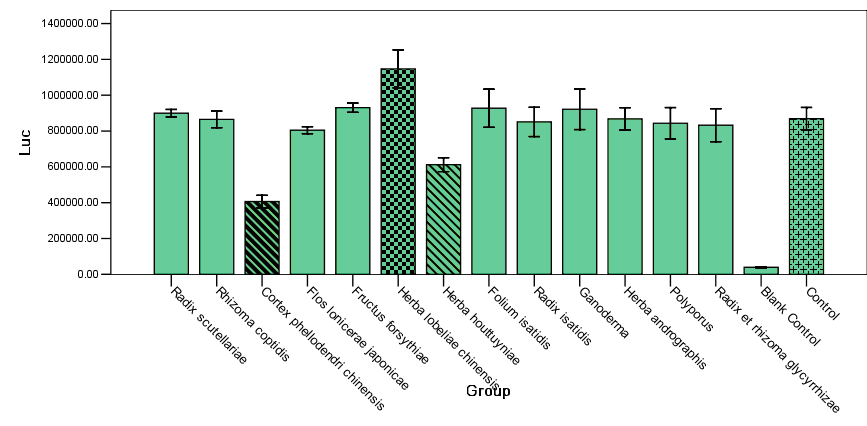 1400000.00
1200000.00
1000000.00
800000.00
600000.00
400000.00
200000.00
0.00
Luc
Radix scutellariae
Rhizoma coptidis
Cortex phellodendri chinensis
Flos lonicerae japonicae
Fructus forsythiae
Herba lobeliae chinensis
Herba houttuyniae
Folium isatidis
Radix isatidis
Ganoderma
Herba andrographis
Polyporus
Radix et rhizoma glycyrrhizae
Blank Control
Control
Group